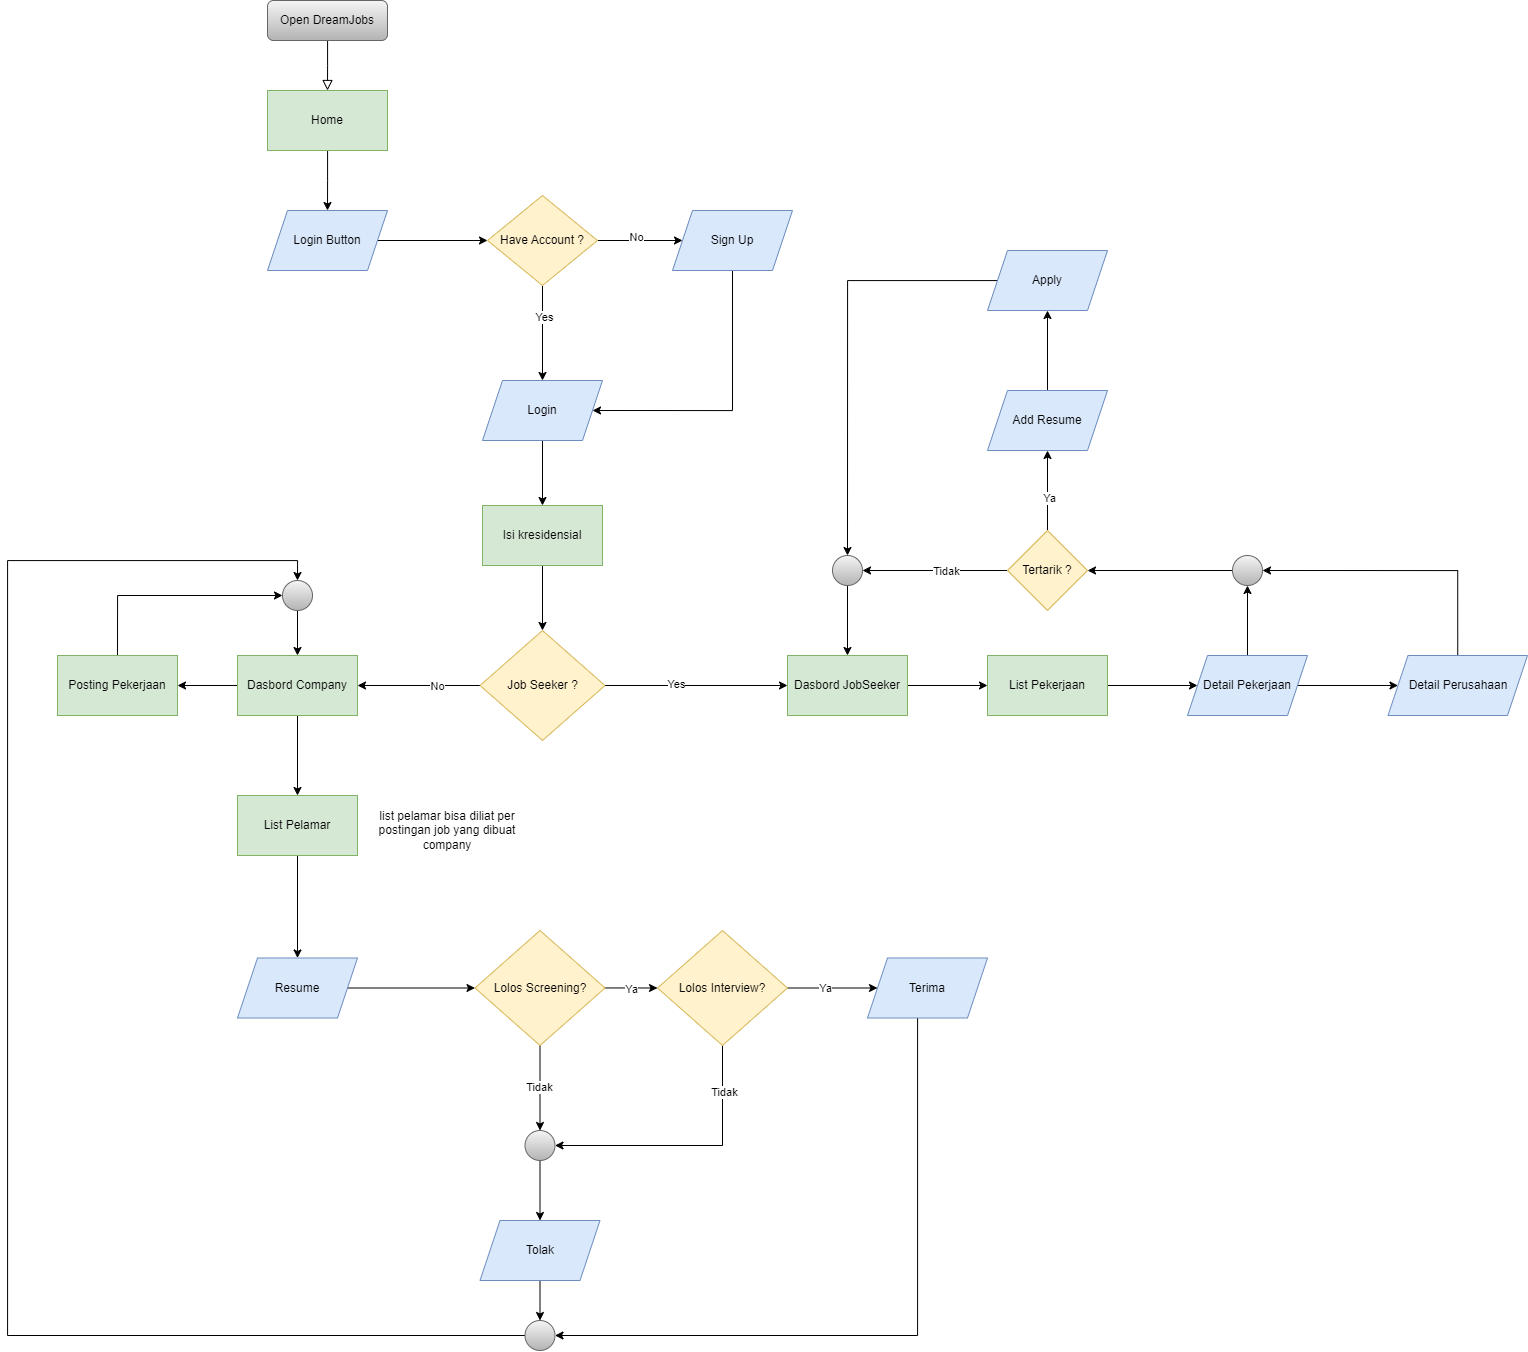 Open DreamJobs
Home
Login Button
Have Account ?
No
Sign Up
Yes
Apply
Login
Add Resume
Ya
Isi kresidensial
Tidak
Tertarik ?
Posting Pekerjaan
Dasbord Company
No
Job Seeker ?
Yes
Dasbord JobSeeker
List Pekerjaan
Detail Pekerjaan
Detail Perusahaan
List Pelamar
list pelamar bisa diliat per
postingan job yang dibuat
company
Resume
Lolos Screening?
Ya
Lolos Interview?
Ya
Terima
Tidak
Tidak
Tolak